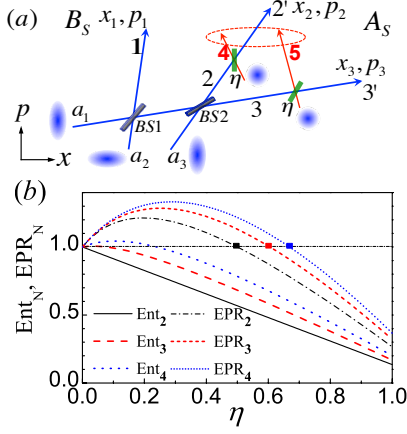 (a) B_S x_1, p_1 2' x_2, p_2 A_S
1 4 5
η x_3, p_3
2 η
p a_1 3 3'
BS1 BS2
x a_2 a_3
(b)
Ent_N, EPR_N
1.0
0.5
0.0
Ent_2 EPR_2
Ent_3 EPR_3
Ent_4 EPR_4
0.0 0.2 0.4 0.6 0.8 1.0
η